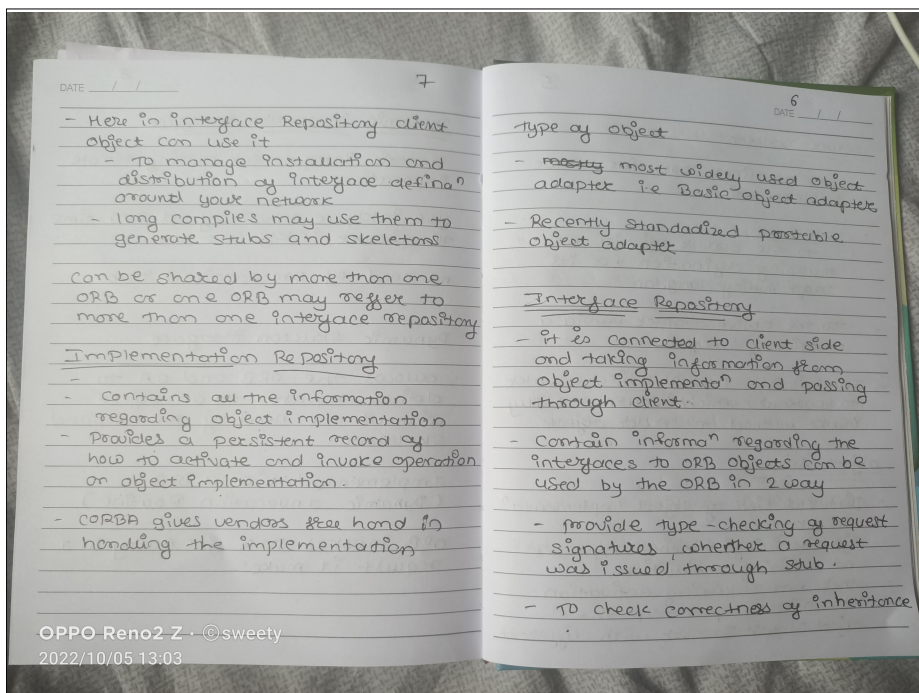 DATE / /
7
- Here in interface Repository client
object can use it
- To manage installation and
distribution of interface definaⁿ
around your network
- long compiles may use them to
generate stubs and skeletons
can be shared by more than one
ORB or one ORB may reffer to
more than one interface repository
Implementation Repository
-
- contains all the information
regarding object implementation
- Provides a persistent record of
how to activate and invoke operation
on object implementation.
- CORBA gives vendors free hand in
handling the implementation
6
DATE / /
type of object
- most widely used object
adapter i.e Basic object adapter
- Recently standadized portable
object adapter
Interface Repository
- it is connected to client side
and taking information from
object implementoⁿ and passing
through client.
- Contain informaⁿ regarding the
interfaces to ORB objects can be
used by the ORB in 2 way
- provide type-checking of request
signatures, wherther a request
was issued through stub.
- To check correctness of inheritance
OPPO Reno2 Z · ©sweety
2022/10/05 13:03